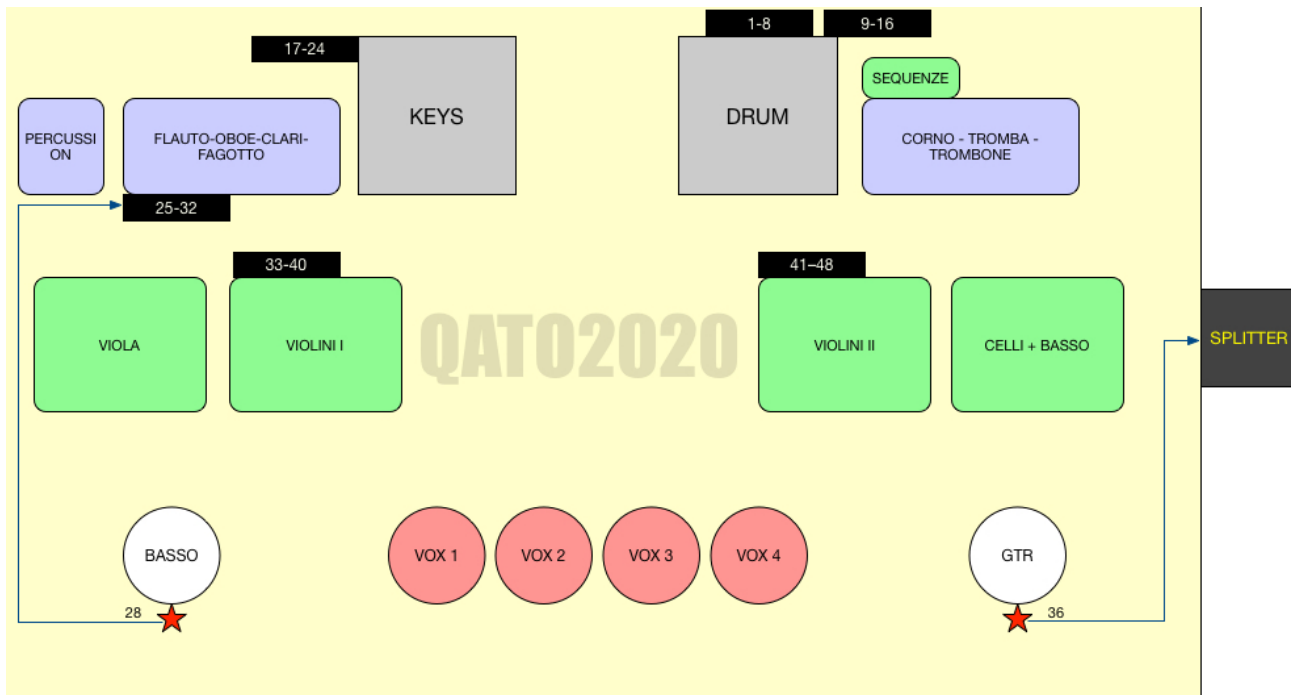 1-8
9-16
17-24
SEQUENZE
KEYS
DRUM
PERCUSSI
ON
FLAUTO-OBOE-CLARI-
FAGOTTO
CORNO - TROMBA -
TROMBONE
25-32
33-40
41–48
VIOLA
VIOLINI I
QATO2020
VIOLINI II
CELLI + BASSO
SPLITTER
BASSO
VOX 1
VOX 2
VOX 3
VOX 4
GTR
28
36